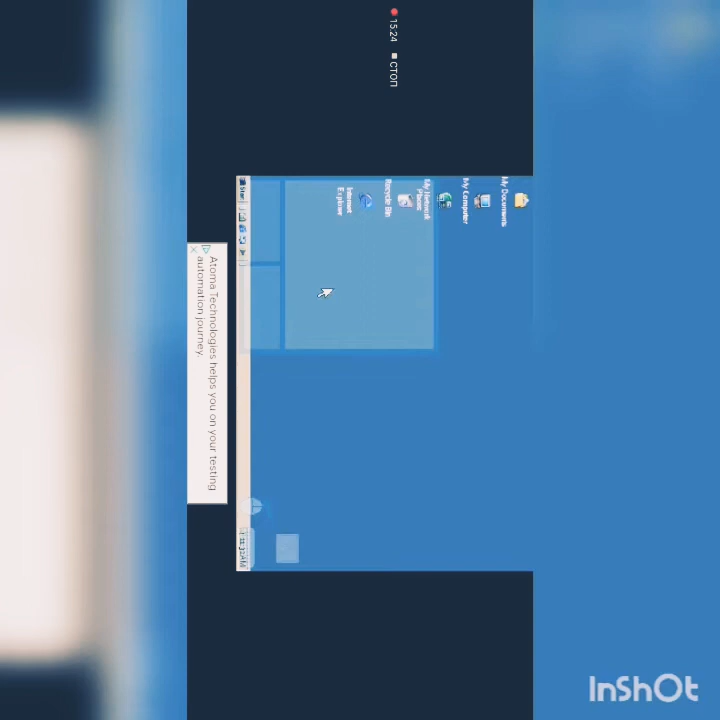 15:24 СТОП
My Documents
My Computer
My Network
Places
Recycle Bin
Internet
Explorer
Start
Atoma Technologies helps you on your testing
automation journey.
InShOt